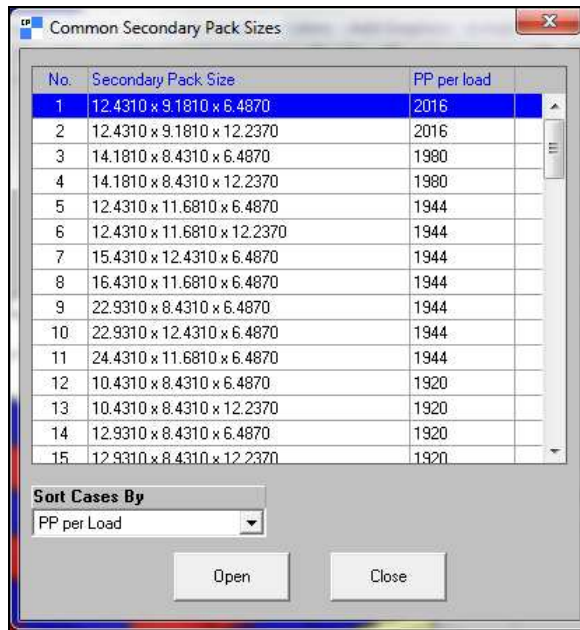 CP Common Secondary Pack Sizes
No. Secondary Pack Size PP per load
1 12.4310 x 9.1810 x 6.4870 2016
2 12.4310 x 9.1810 x 12.2370 2016
3 14.1810 x 8.4310 x 6.4870 1980
4 14.1810 x 8.4310 x 12.2370 1980
5 12.4310 x 11.6810 x 6.4870 1944
6 12.4310 x 11.6810 x 12.2370 1944
7 15.4310 x 12.4310 x 6.4870 1944
8 16.4310 x 11.6810 x 6.4870 1944
9 22.9310 x 8.4310 x 6.4870 1944
10 22.9310 x 12.4310 x 6.4870 1944
11 24.4310 x 11.6810 x 6.4870 1944
12 10.4310 x 8.4310 x 6.4870 1920
13 10.4310 x 8.4310 x 12.2370 1920
14 12.9310 x 8.4310 x 6.4870 1920
15 12.9310 x 8.4310 x 12.2370 1920
Sort Cases By
PP per Load
Open Close